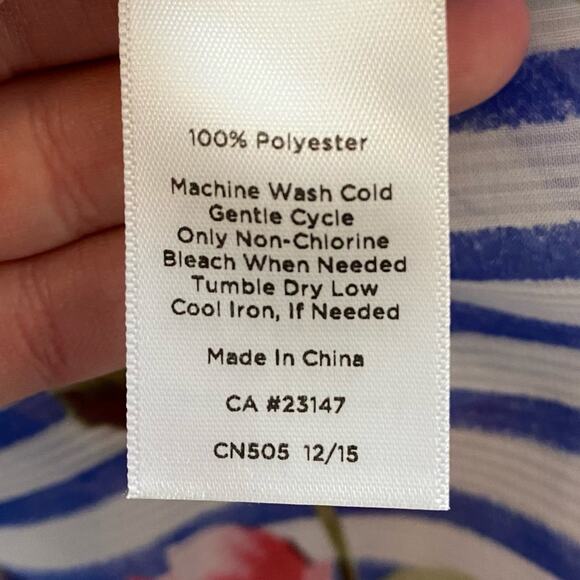 100% Polyester
Machine Wash Cold
Gentle Cycle
Only Non-Chlorine
Bleach When Needed
Tumble Dry Low
Cool Iron, If Needed
Made In China
CA #23147
CN505 12/15